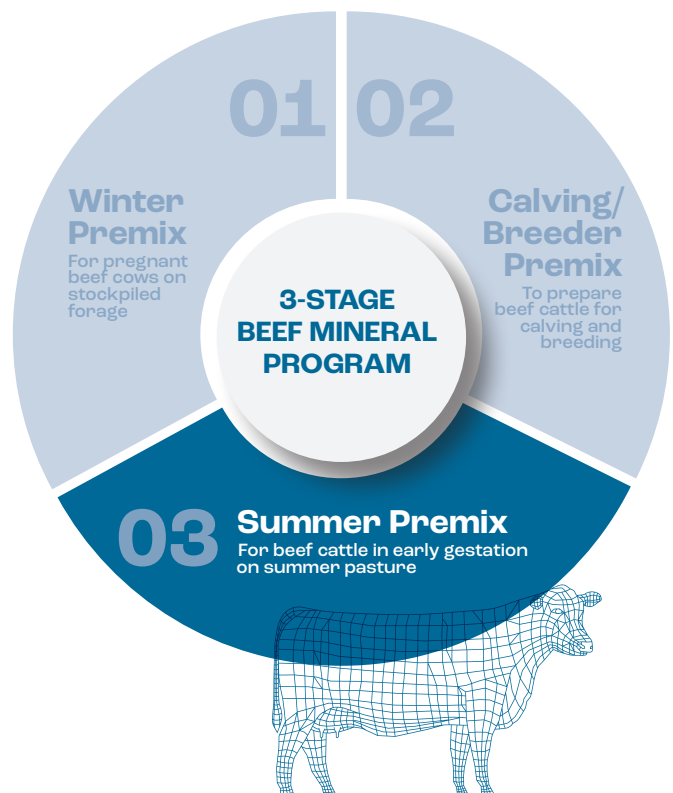 01
Winter
Premix
For pregnant
beef cows on
stockpiled
forage
02
Calving/
Breeder
Premix
To prepare
beef cattle for
calving and
breeding
3-STAGE
BEEF MINERAL
PROGRAM
03
Summer Premix
For beef cattle in early gestation
on summer pasture